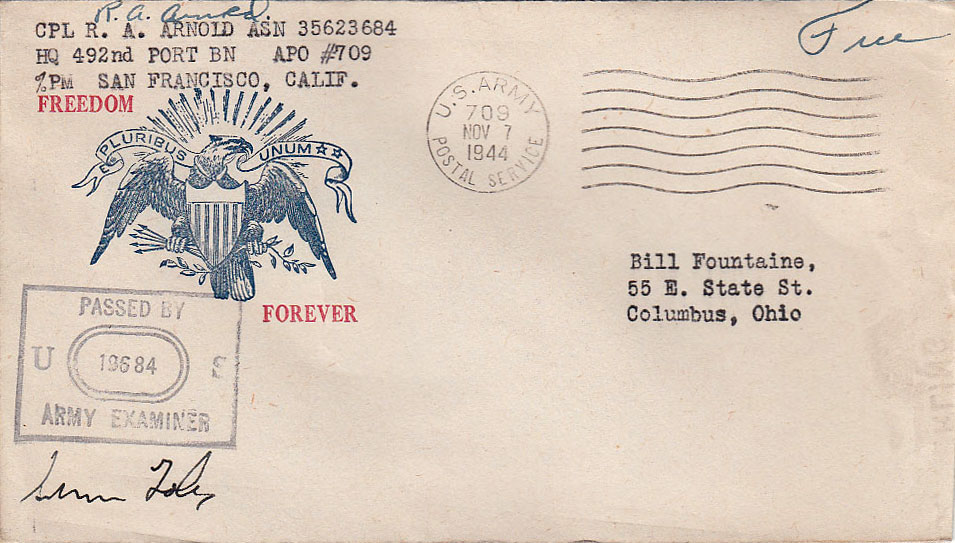 R. A. Arnold.
CPL R. A. ARNOLD ASN 35623684
HQ 492nd PORT BN APO #709
%PM SAN FRANCISCO, CALIF.
Free
FREEDOM
E PLURIBUS UNUM
U.S. ARMY
709
NOV 7
1944
POSTAL SERVICE
FOREVER
Bill Fountaine,
55 E. State St.
Columbus, Ohio
PASSED BY
U 19684 S
ARMY EXAMINER